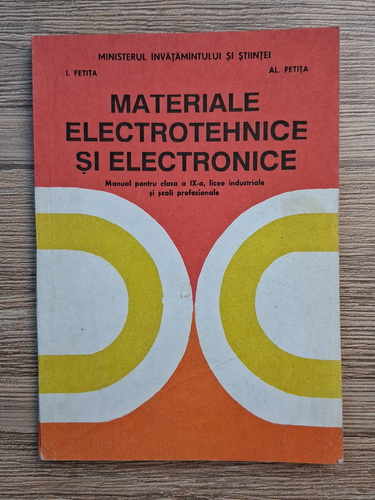 MINISTERUL INVĂȚĂMÎNTULUI ȘI ȘTIINȚEI
I. FETIȚA AL. FETIȚA
MATERIALE
ELECTROTEHNICE
ȘI ELECTRONICE
Manual pentru clasa a IX-a, licee industriale
și școli profesionale